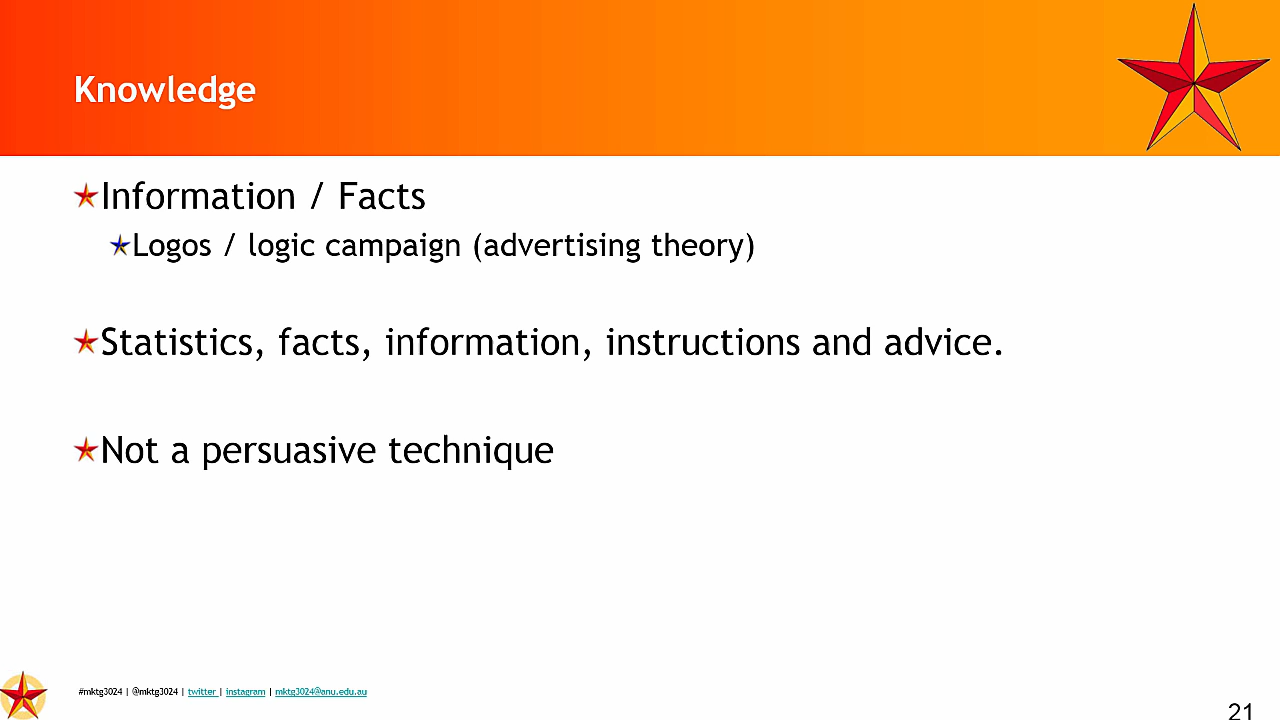 Knowledge
Information / Facts
Logos / logic campaign (advertising theory)
Statistics, facts, information, instructions and advice.
Not a persuasive technique
#mktg3024 | @mktg3024 | twitter | instagram | mktg3024@anu.edu.au
21